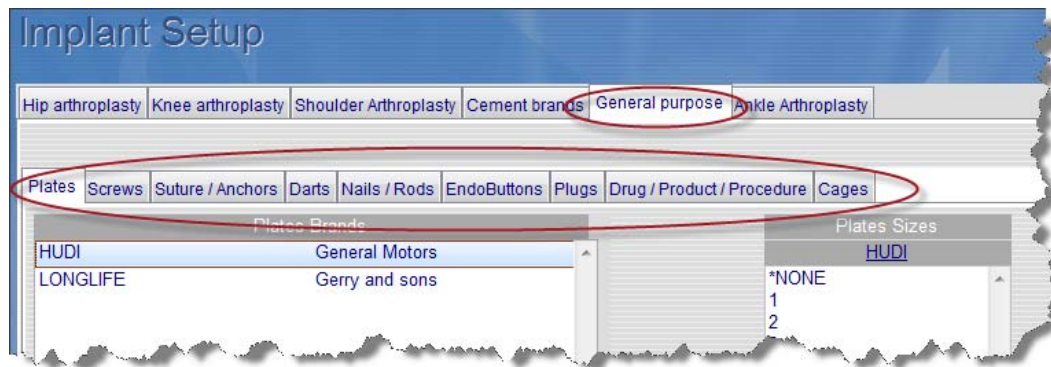 Implant Setup
Hip arthroplasty Knee arthroplasty Shoulder Arthroplasty Cement brands General purpose Ankle Arthroplasty
Plates Screws Suture / Anchors Darts Nails / Rods EndoButtons Plugs Drug / Product / Procedure Cages
Plates Brands Plates Sizes
HUDI General Motors HUDI
LONGLIFE Gerry and sons *NONE
1
2